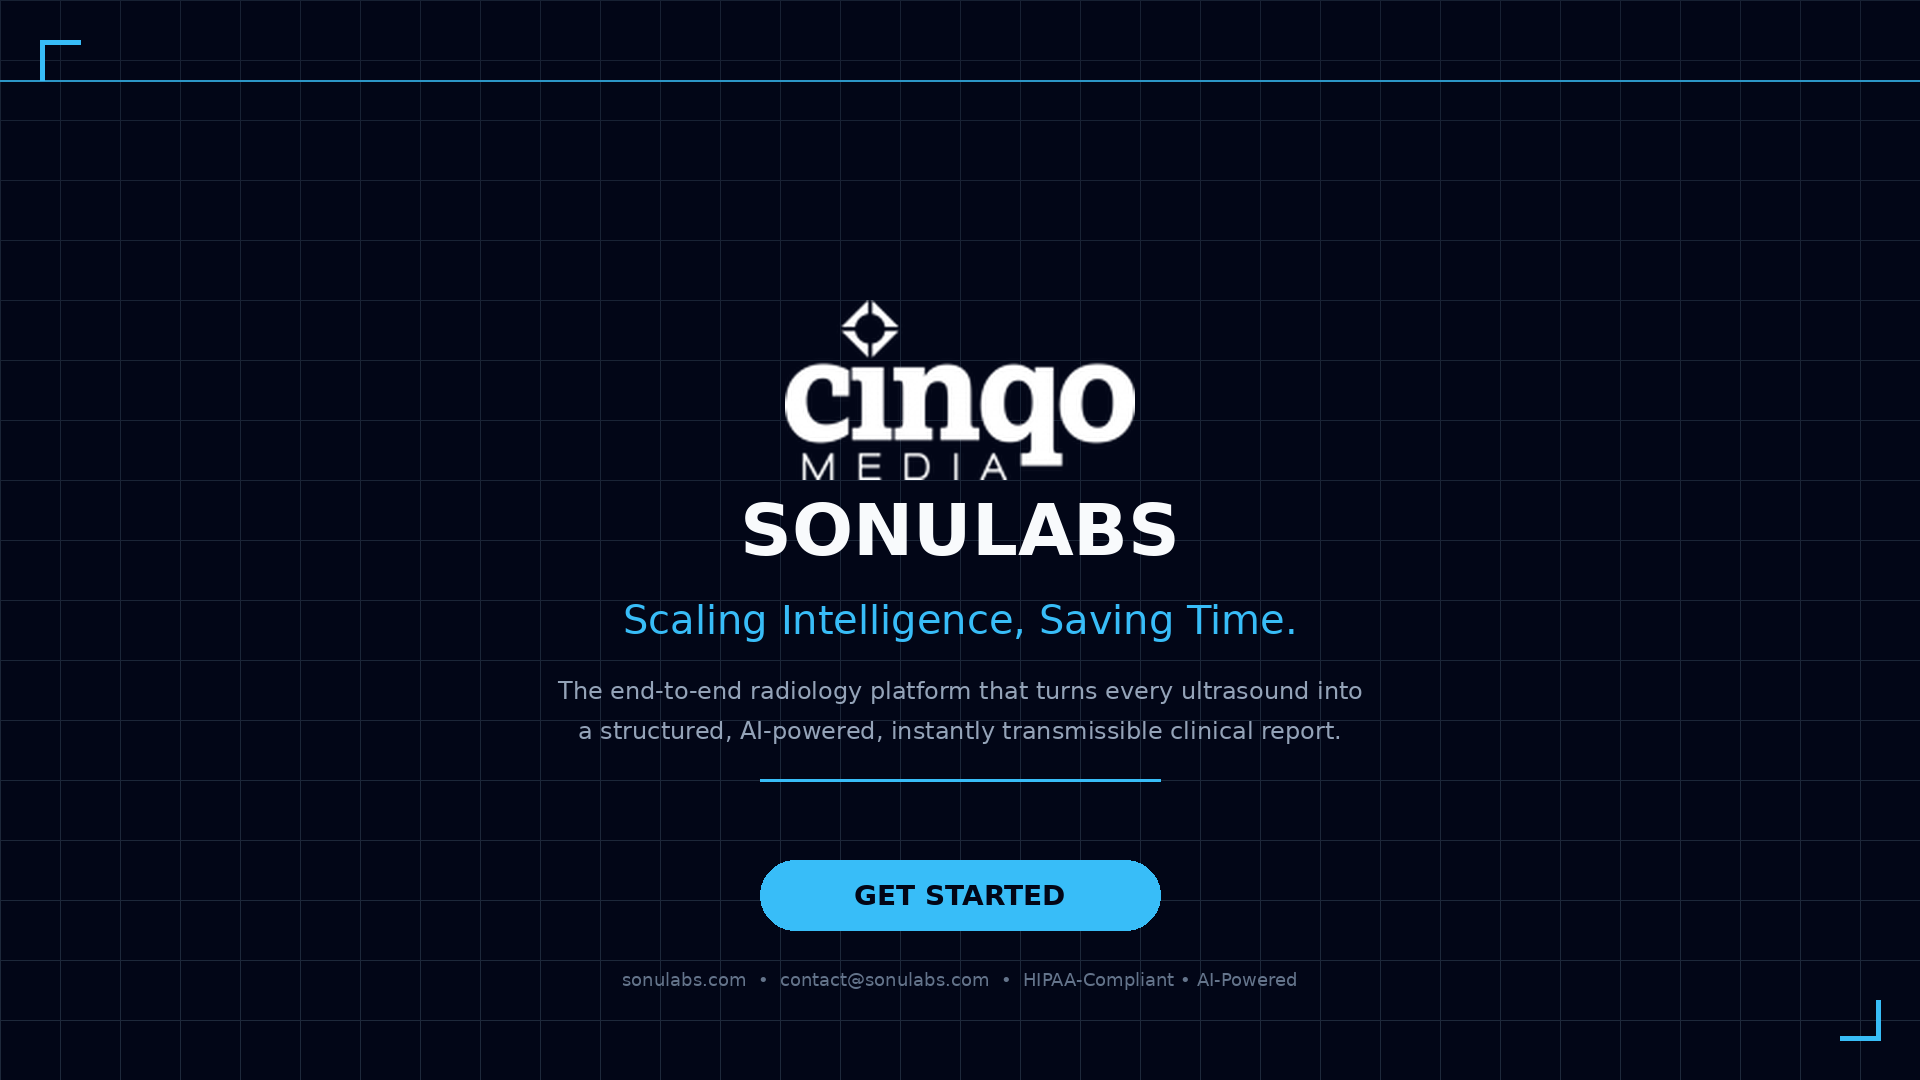 cinqo
MEDIA
SONULABS
Scaling Intelligence, Saving Time.
The end-to-end radiology platform that turns every ultrasound into
a structured, AI-powered, instantly transmissible clinical report.
GET STARTED
sonulabs.com • contact@sonulabs.com • HIPAA-Compliant • AI-Powered